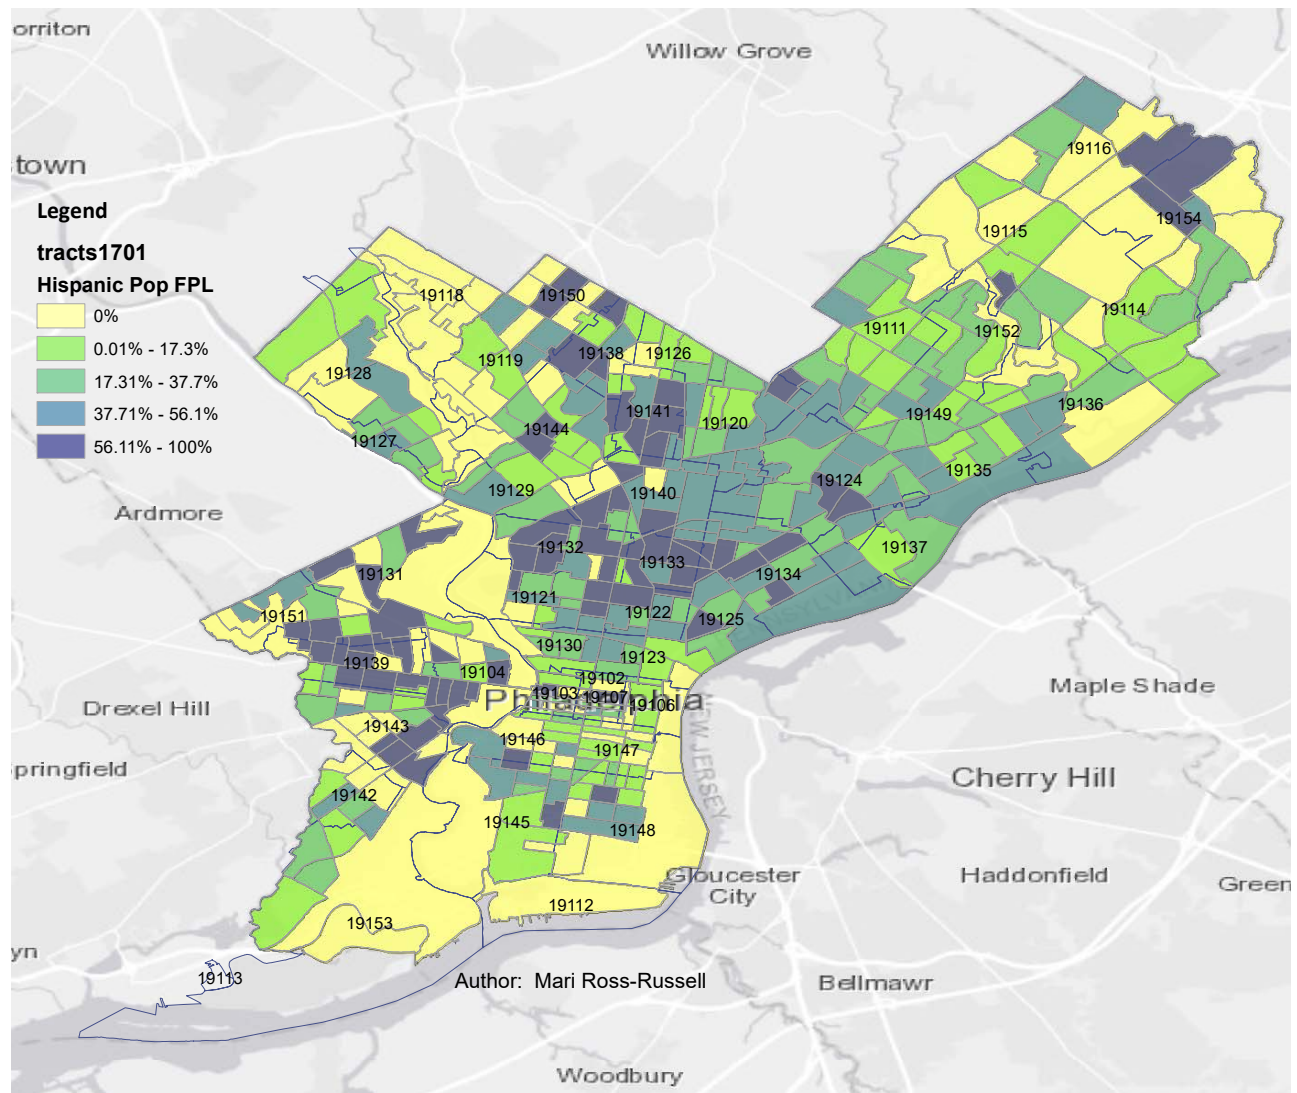 orriton
Willow Grove
town
Legend
tracts1701
Hispanic Pop FPL
0%
0.01% - 17.3%
17.31% - 37.7%
37.71% - 56.1%
56.11% - 100%
19116
19154
19115
19118
19150
19114
19111
19152
19138
19126
19119
19128
19141
19149
19136
19120
19144
19127
19135
19124
19129
19140
Ardmore
19132
19137
19133
19131
19134
19121
19122
19151
19125
19130
19123
19139
19104
19102
Maple Shade
19103
19107
Philadelphia
19106
Drexel Hill
19143
19146
19147
NEW JERSEY
PENNSYLVANIA
pringfield
Cherry Hill
19142
19145
19148
Gloucester
City
Haddonfield
Green
19112
19153
yn
19113
Author: Mari Ross-Russell
Bellmawr
Woodbury